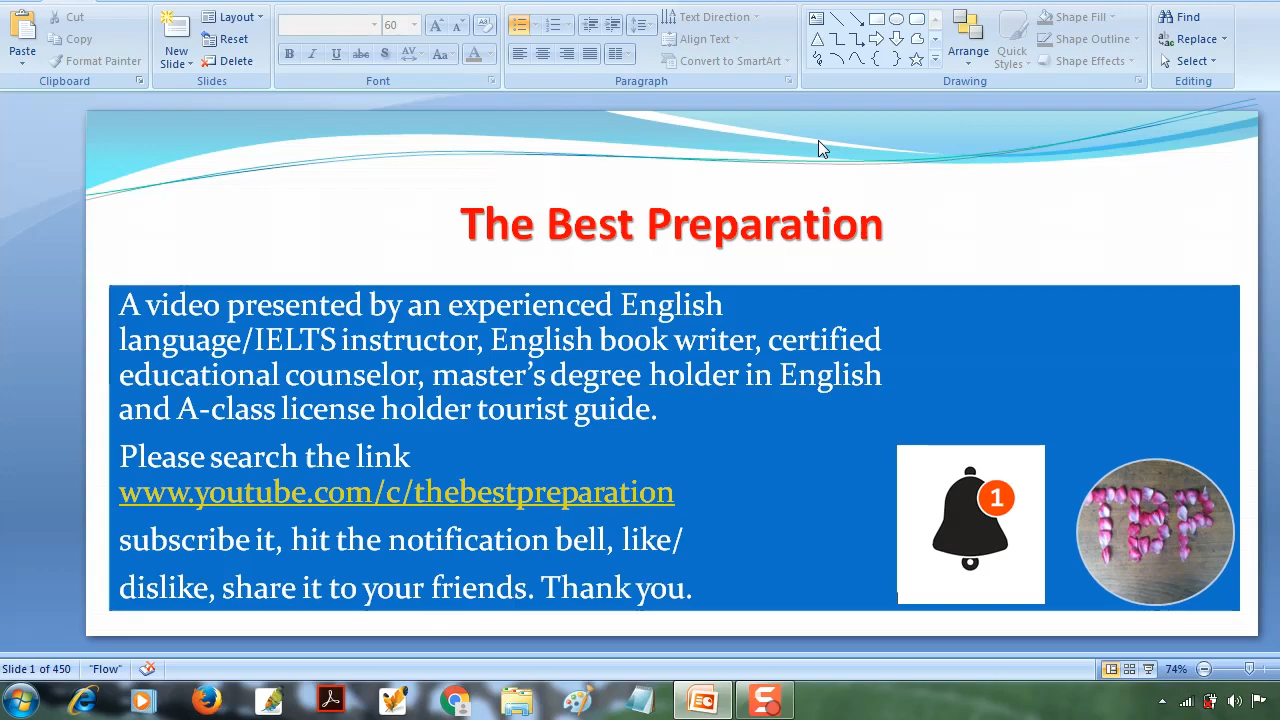 Cut
Layout
60
Text Direction
Shape Fill
Find
Copy
Reset
Align Text
Shape Outline
Replace
Paste
New Slide
Arrange
Quick Styles
Format Painter
Delete
B I U abc S AV Aa A
Convert to SmartArt
Shape Effects
Select
Clipboard
Slides
Font
Paragraph
Drawing
Editing
The Best Preparation
A video presented by an experienced English
language/IELTS instructor, English book writer, certified
educational counselor, master's degree holder in English
and A-class license holder tourist guide.
Please search the link
www.youtube.com/c/thebestpreparation
1
TBP
subscribe it, hit the notification bell, like/
dislike, share it to your friends. Thank you.
Slide 1 of 450
"Flow"
74%